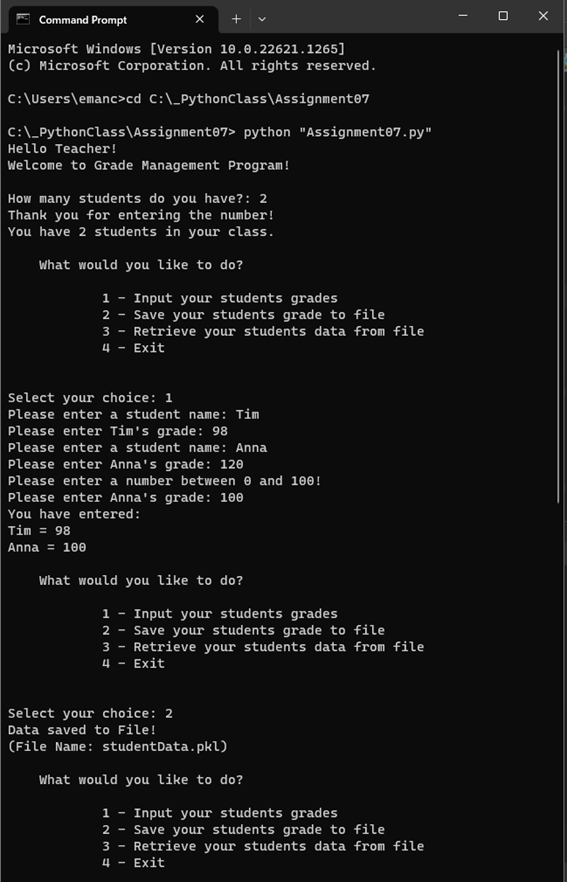 Command Prompt
Microsoft Windows [Version 10.0.22621.1265]
(c) Microsoft Corporation. All rights reserved.
C:\Users\emanc>cd C:\_PythonClass\Assignment07
C:\_PythonClass\Assignment07> python "Assignment07.py"
Hello Teacher!
Welcome to Grade Management Program!
How many students do you have?: 2
Thank you for entering the number!
You have 2 students in your class.
What would you like to do?
1 - Input your students grades
2 - Save your students grade to file
3 - Retrieve your students data from file
4 - Exit
Select your choice: 1
Please enter a student name: Tim
Please enter Tim's grade: 98
Please enter a student name: Anna
Please enter Anna's grade: 120
Please enter a number between 0 and 100!
Please enter Anna's grade: 100
You have entered:
Tim = 98
Anna = 100
What would you like to do?
1 - Input your students grades
2 - Save your students grade to file
3 - Retrieve your students data from file
4 - Exit
Select your choice: 2
Data saved to File!
(File Name: studentData.pkl)
What would you like to do?
1 - Input your students grades
2 - Save your students grade to file
3 - Retrieve your students data from file
4 - Exit